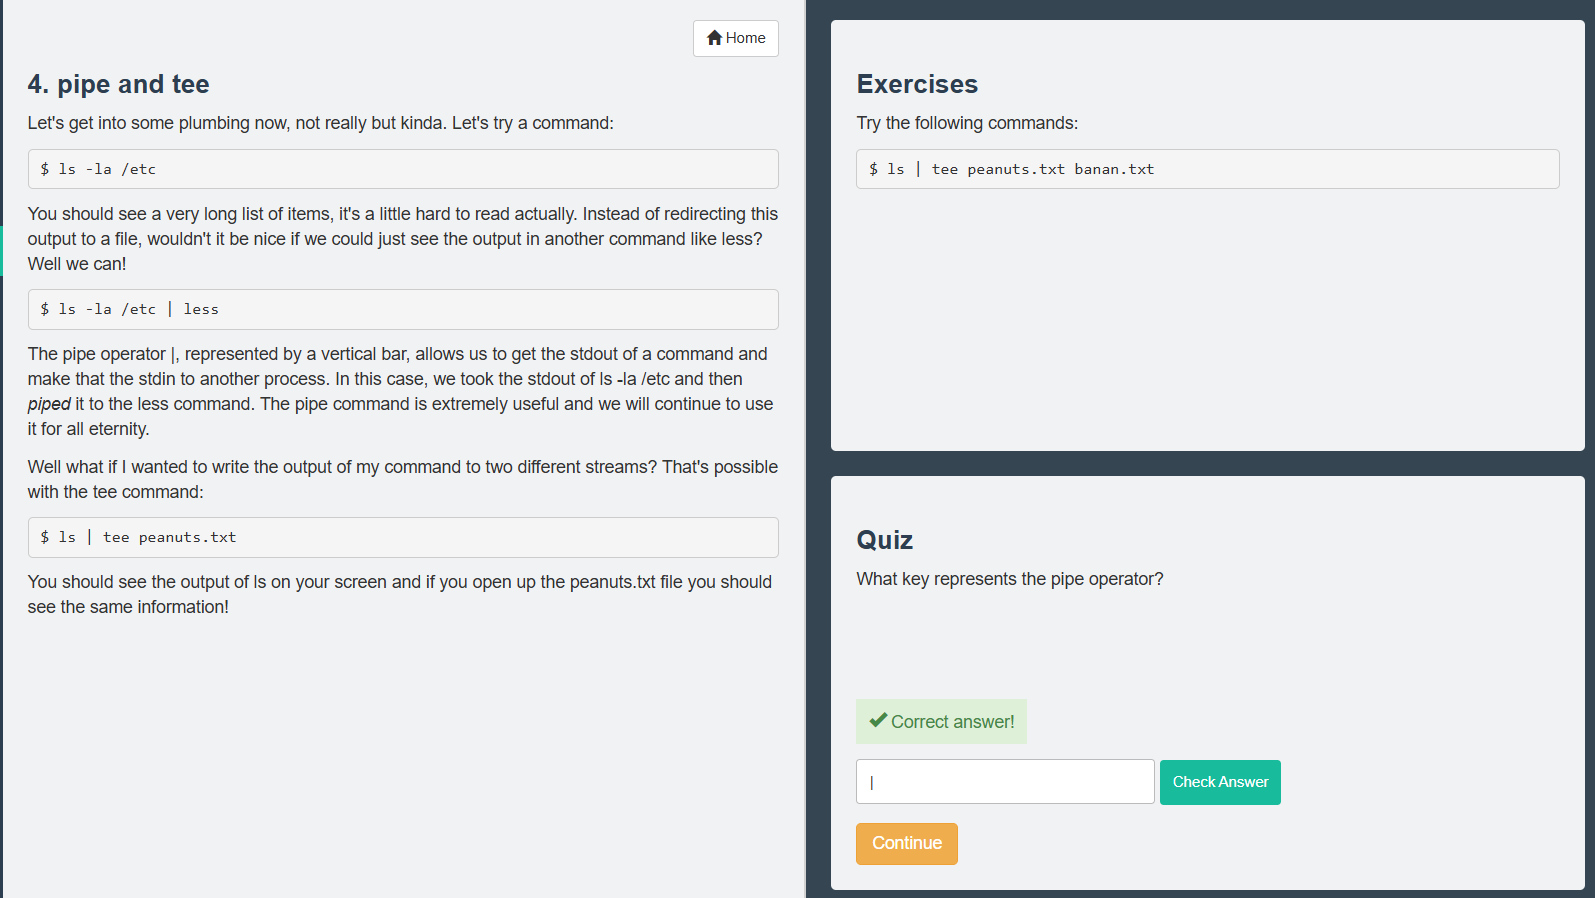 Home
4. pipe and tee
Let's get into some plumbing now, not really but kinda. Let's try a command:
$ ls -la /etc
You should see a very long list of items, it's a little hard to read actually. Instead of redirecting this
output to a file, wouldn't it be nice if we could just see the output in another command like less?
Well we can!
$ ls -la /etc | less
The pipe operator |, represented by a vertical bar, allows us to get the stdout of a command and
make that the stdin to another process. In this case, we took the stdout of ls -la /etc and then
piped it to the less command. The pipe command is extremely useful and we will continue to use
it for all eternity.
Well what if I wanted to write the output of my command to two different streams? That's possible
with the tee command:
$ ls | tee peanuts.txt
You should see the output of ls on your screen and if you open up the peanuts.txt file you should
see the same information!
Exercises
Try the following commands:
$ ls | tee peanuts.txt banan.txt
Quiz
What key represents the pipe operator?
Correct answer!
|
Check Answer
Continue